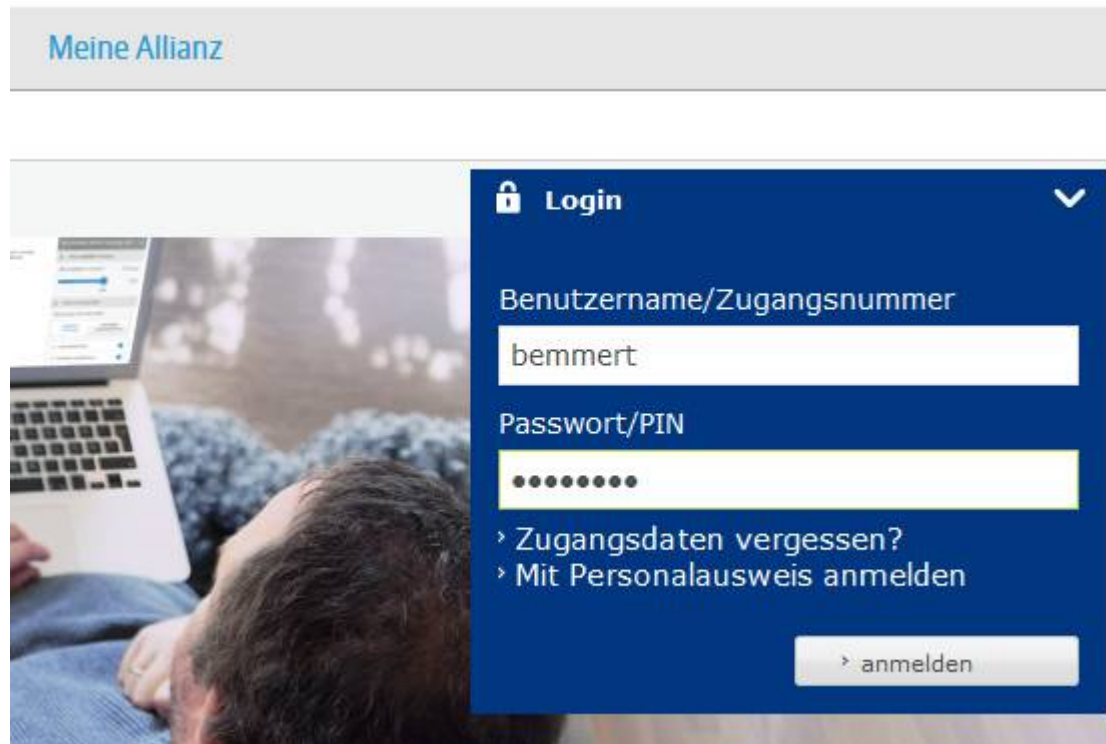 Meine Allianz
Login
Benutzername/Zugangsnummer
bemmert
Passwort/PIN
••••••••
› Zugangsdaten vergessen?
› Mit Personalausweis anmelden
› anmelden